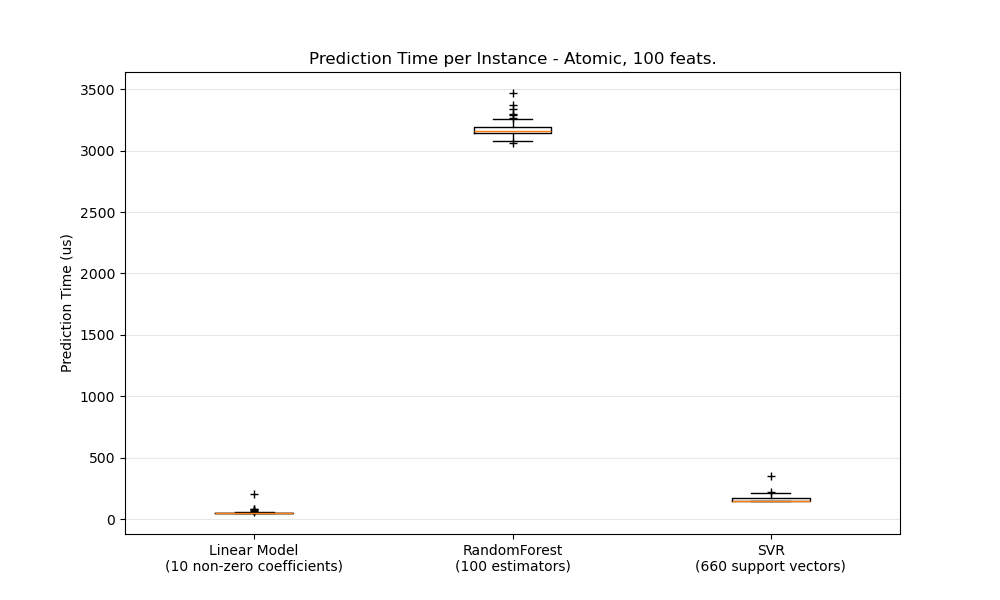 Prediction Time per Instance - Atomic, 100 feats.
3500
3000
2500
2000
1500
1000
500
0
Prediction Time (us)
Linear Model
(10 non-zero coefficients)
RandomForest
(100 estimators)
SVR
(660 support vectors)